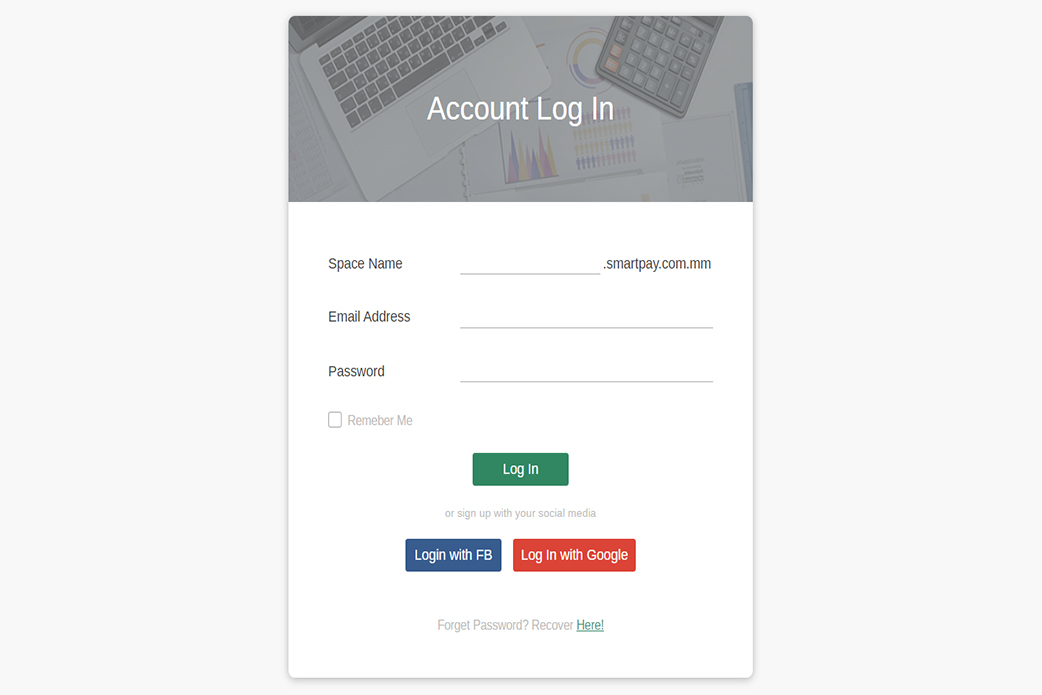 Account Log In
Space Name .smartpay.com.mm
Email Address
Password
Remeber Me
Log In
or sign up with your social media
Login with FB Log In with Google
Forget Password? Recover Here!